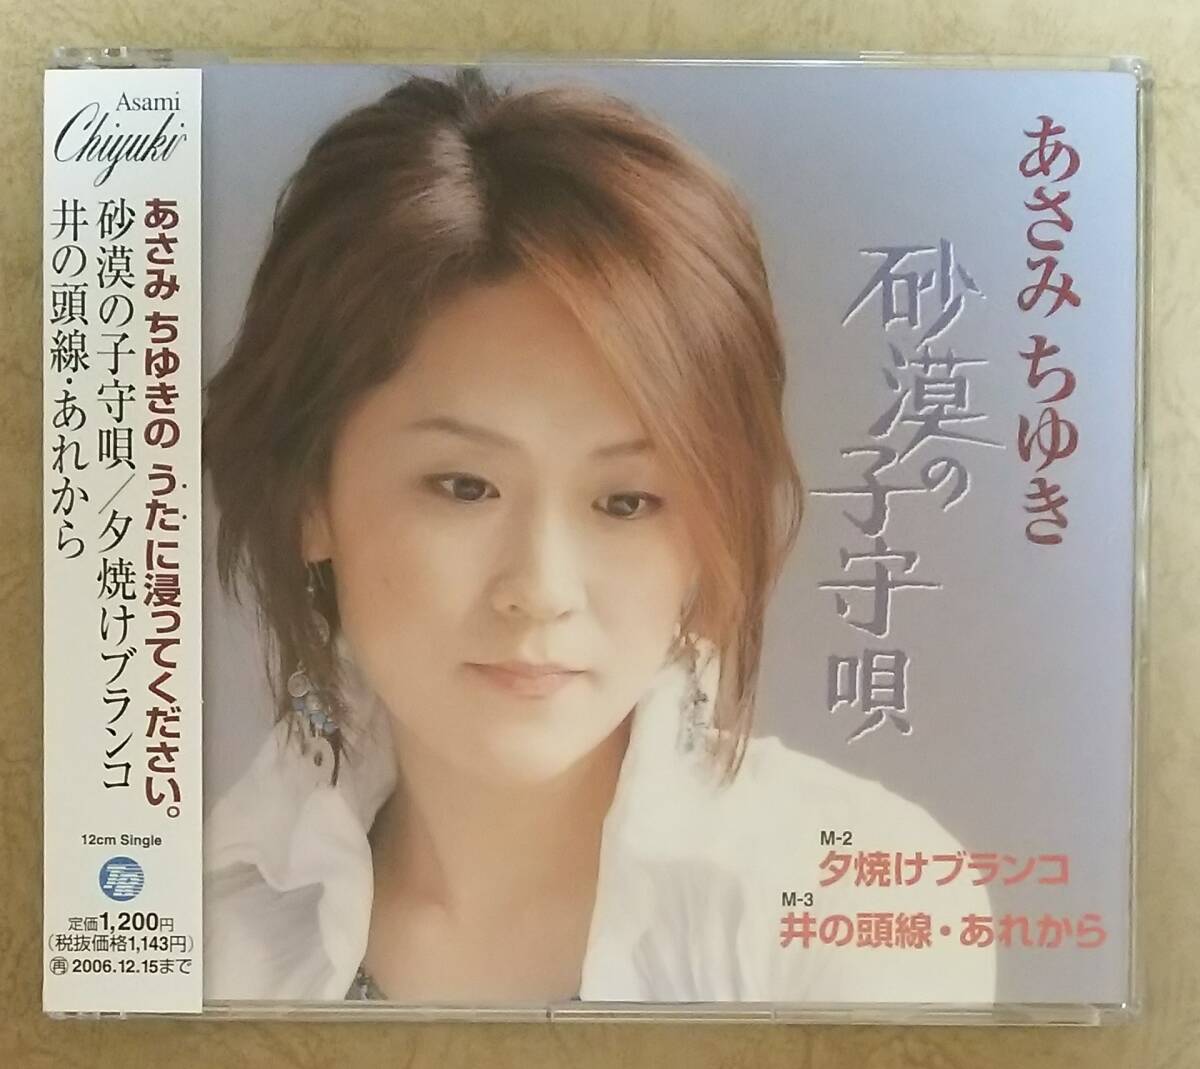 Asami
Chiyuki
あさみ ちゆきの うたに浸ってください。
砂漠の子守唄/夕焼けブランコ
井の頭線・あれから
12cm Single
定価1,200円
(税抜価格1,143円)
再 2006.12.15まで
あさみ ちゆき
砂漠の子守唄
M-2
夕焼けブランコ
M-3
井の頭線・あれから